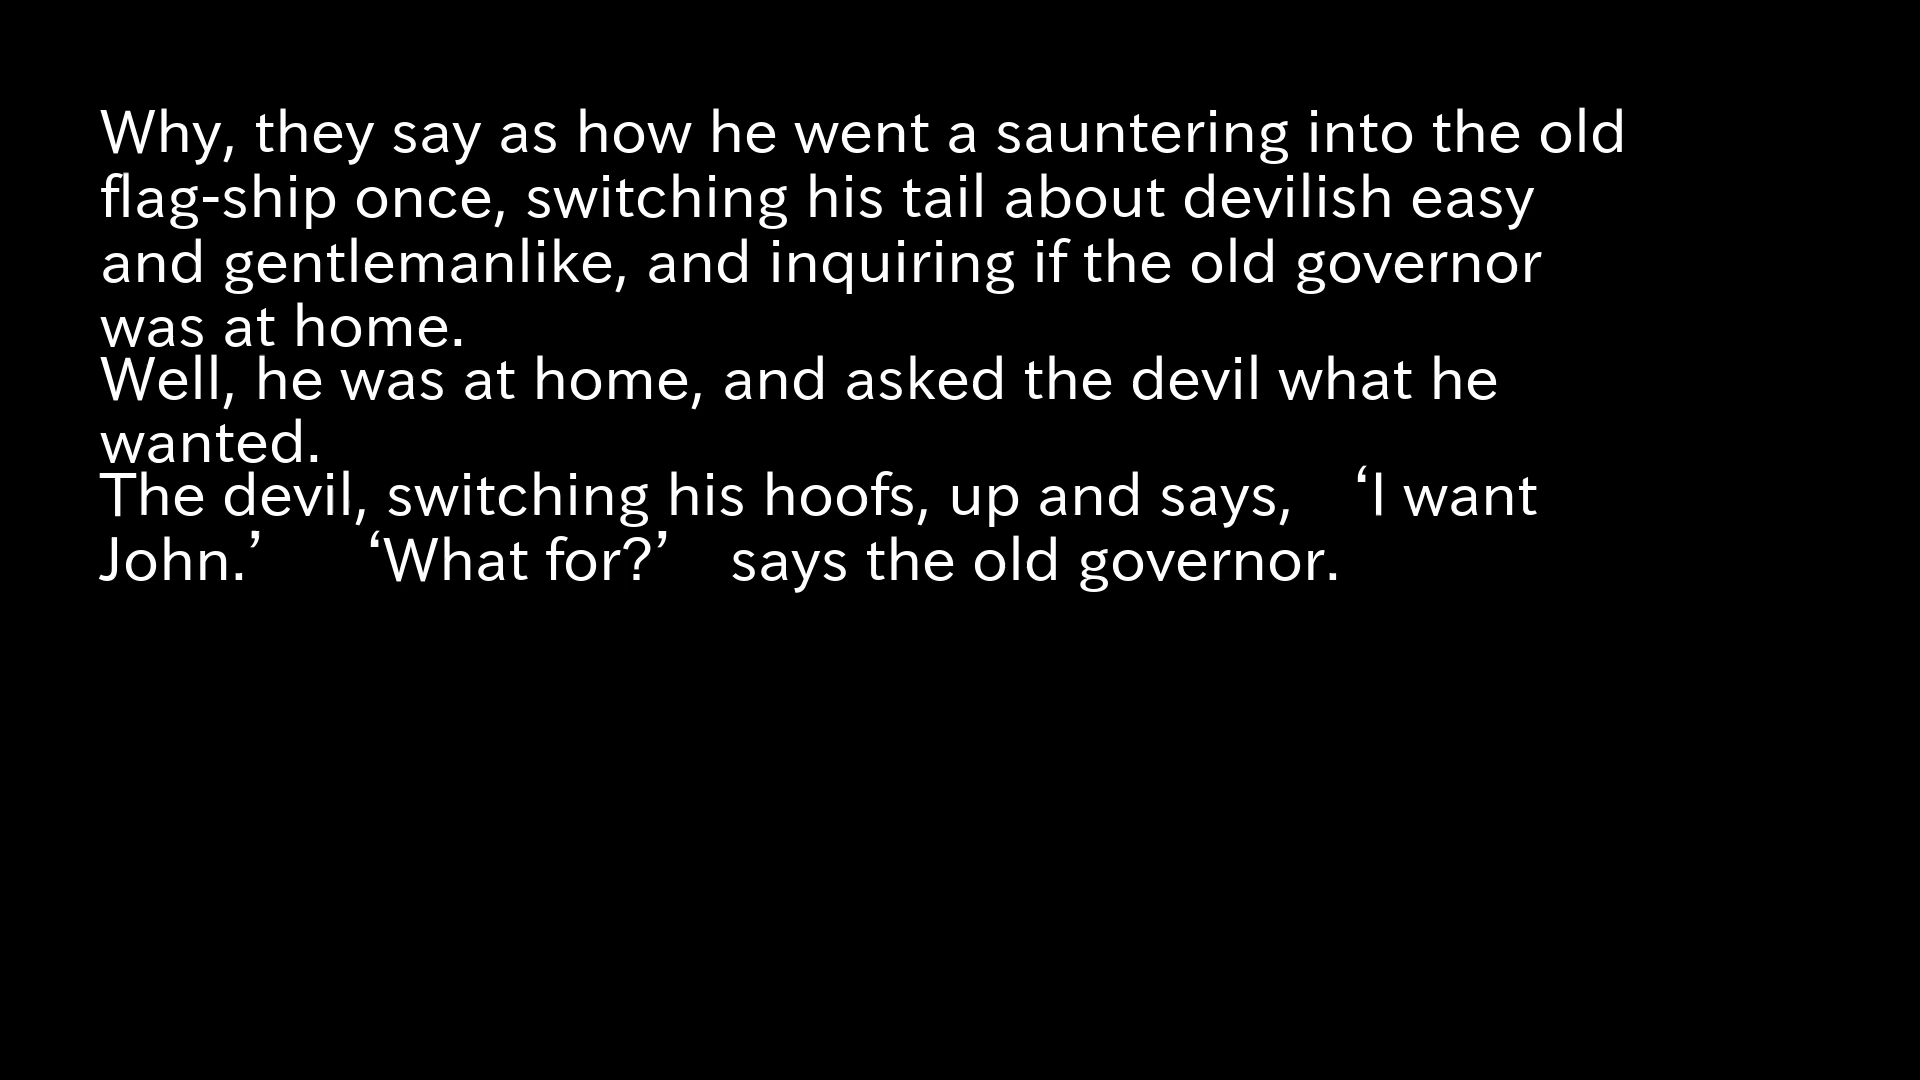 Why, they say as how he went a sauntering into the old
flag-ship once, switching his tail about devilish easy
and gentlemanlike, and inquiring if the old governor
was at home.
Well, he was at home, and asked the devil what he
wanted.
The devil, switching his hoofs, up and says, ‘I want
John.’ ‘What for?’ says the old governor.